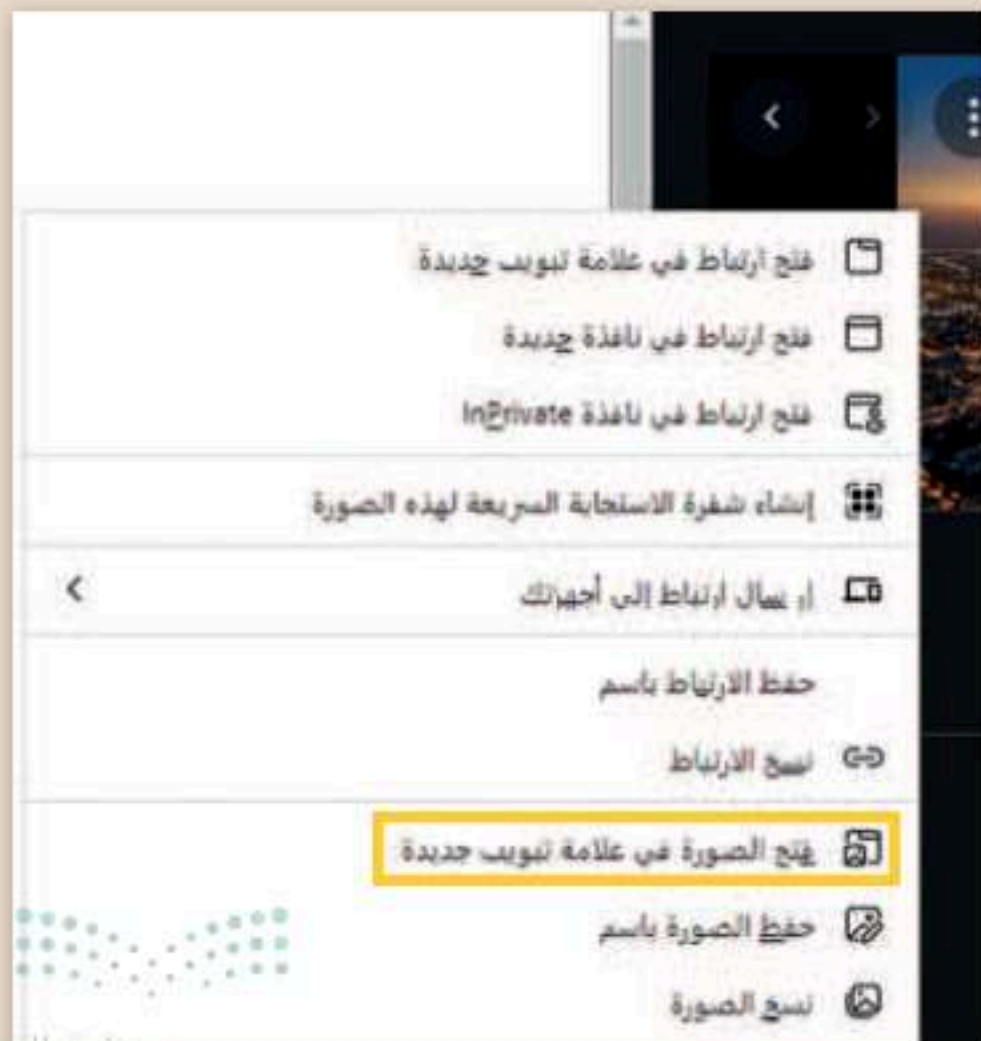 فتح ارتباط في علامة تبويب جديدة
فتح ارتباط في نافذة جديدة
فتح ارتباط في نافذة InPrivate
إنشاء شفرة الاستجابة السريعة لهذه الصورة
إرسال ارتباط إلى أجهزتك
حفظ الارتباط باسم
نسخ الارتباط
فتح الصورة في علامة تبويب جديدة
حفظ الصورة باسم
نسخ الصورة